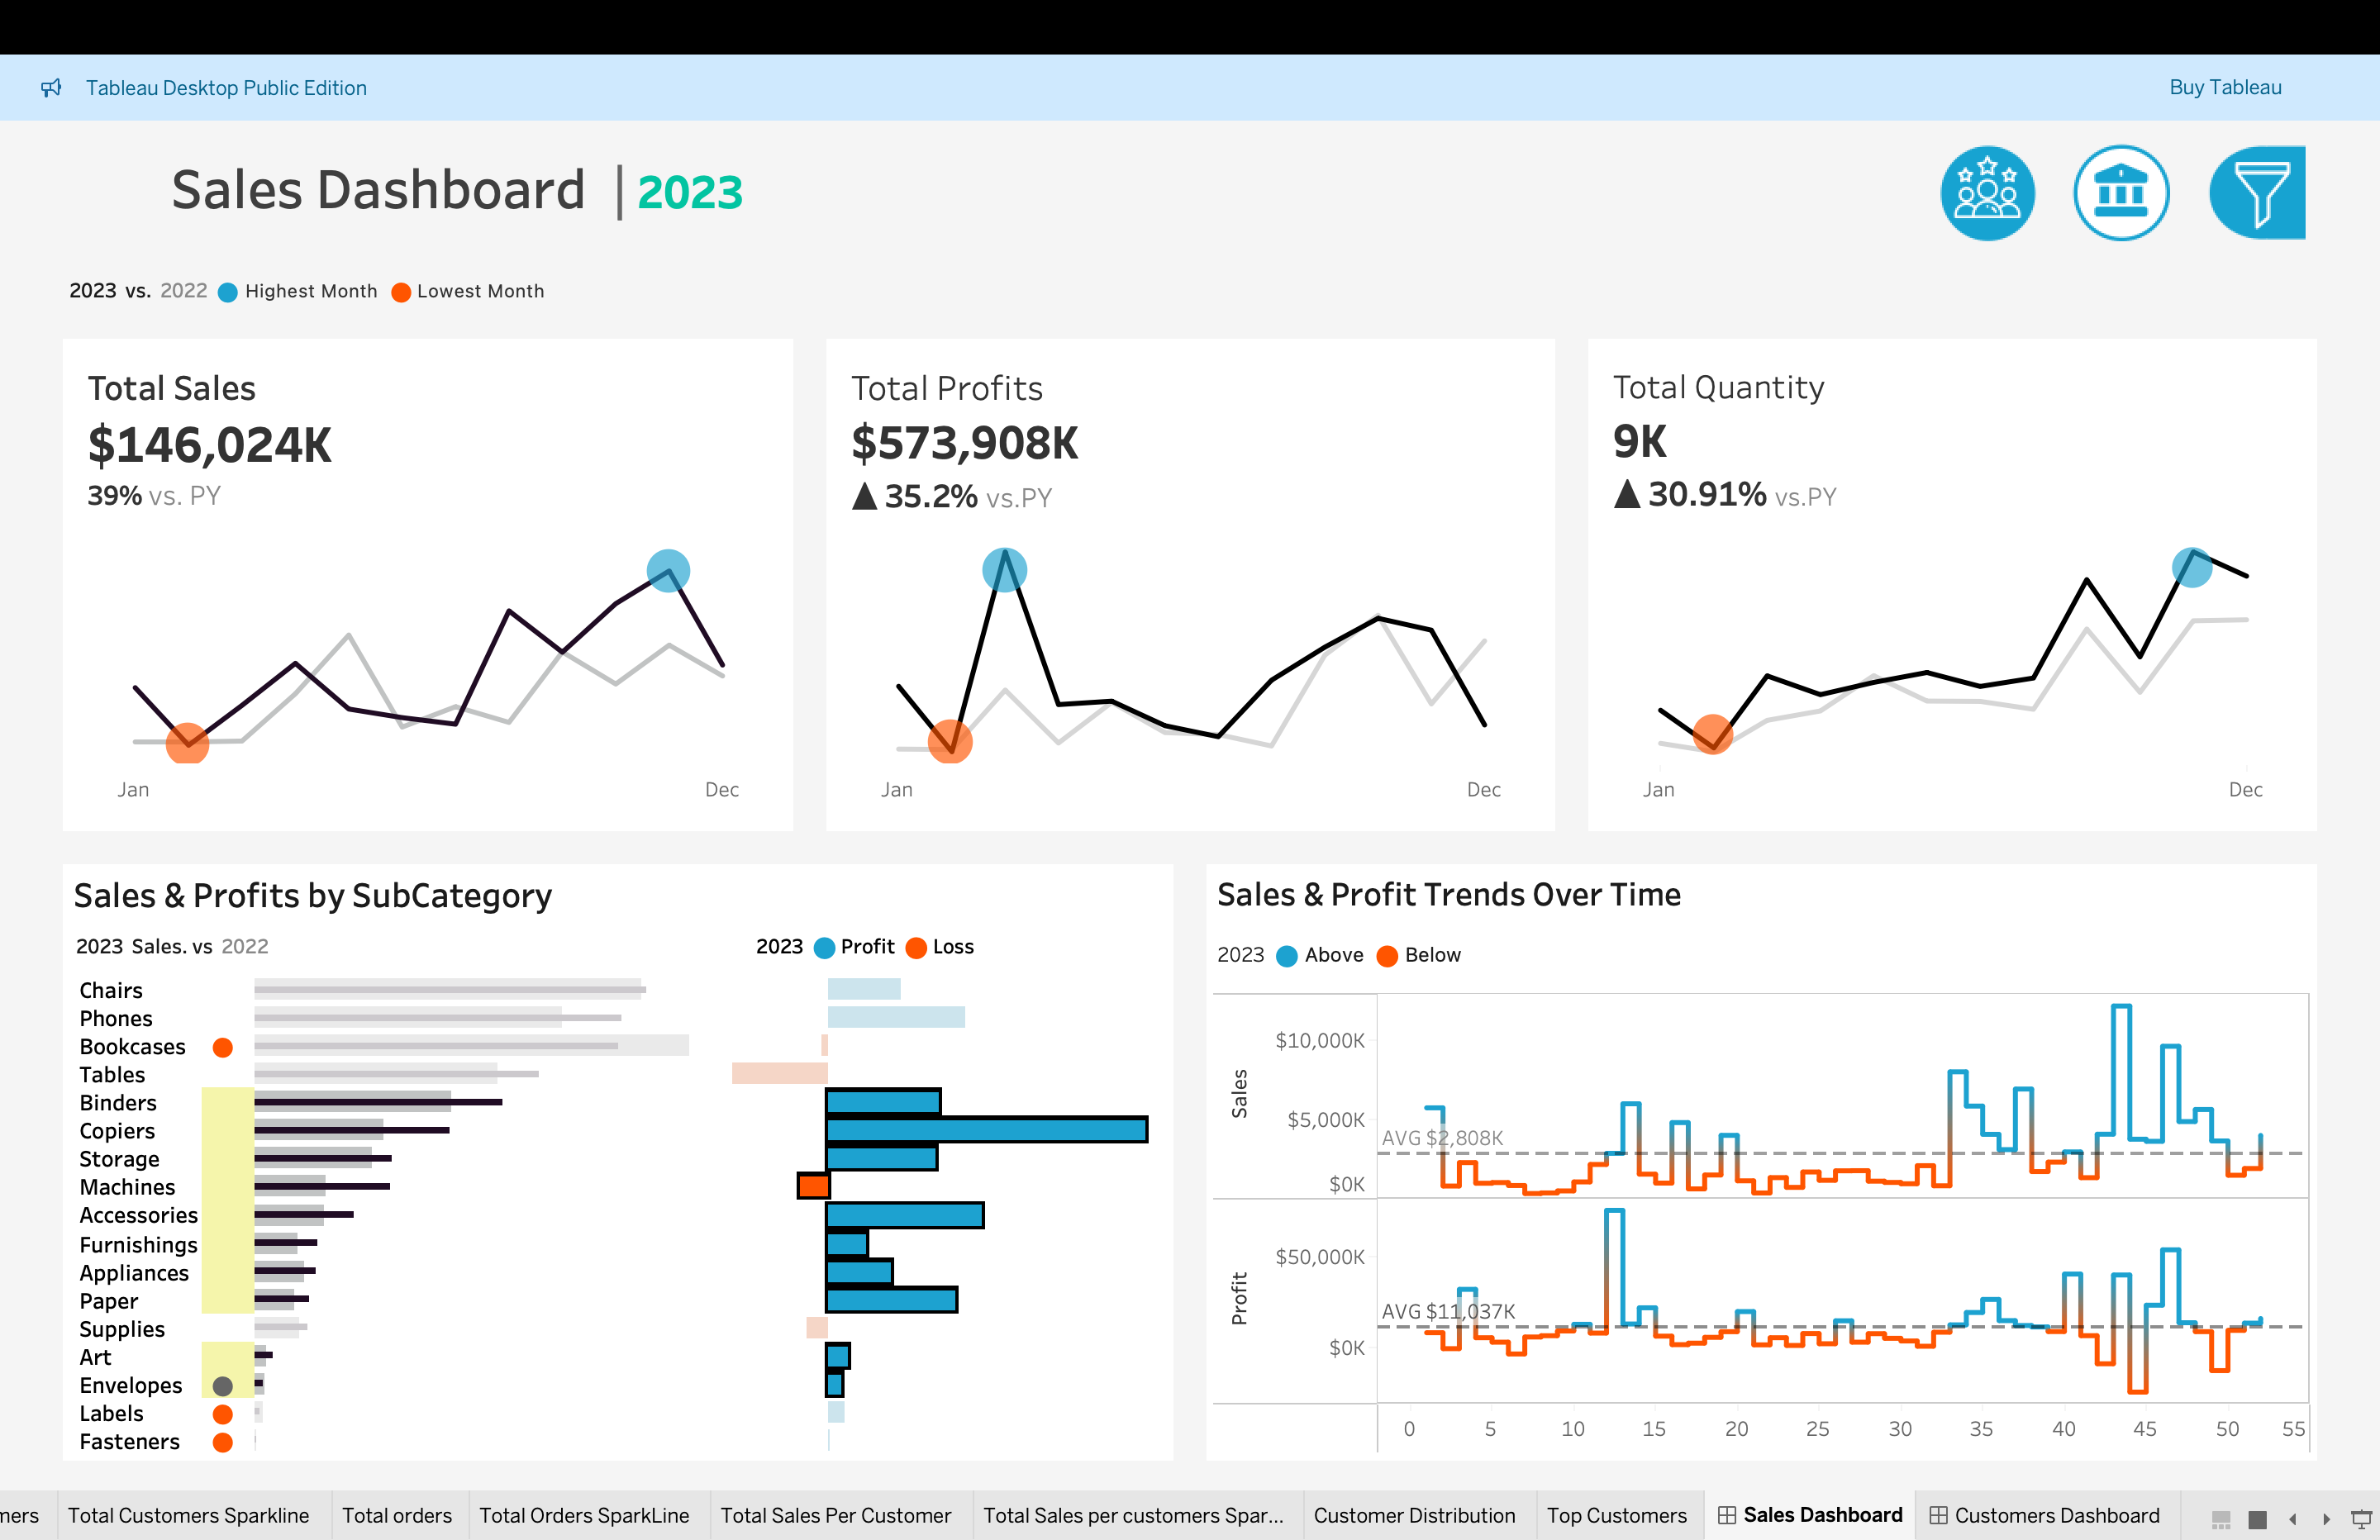 Tableau Desktop Public Edition
Buy Tableau
Sales Dashboard | 2023
2023 vs. 2022 Highest Month Lowest Month
Total Sales
$146,024K
39% vs. PY
Jan
Dec
Total Profits
$573,908K
▲ 35.2% vs.PY
Jan
Dec
Total Quantity
9K
▲ 30.91% vs.PY
Jan
Dec
Sales & Profits by SubCategory
2023 Sales. vs 2022
2023 Profit Loss
Chairs
Phones
Bookcases
Tables
Binders
Copiers
Storage
Machines
Accessories
Furnishings
Appliances
Paper
Supplies
Art
Envelopes
Labels
Fasteners
Sales & Profit Trends Over Time
2023 Above Below
Sales
$10,000K
$5,000K
AVG $2,808K
$0K
Profit
$50,000K
AVG $11,037K
$0K
0 5 10 15 20 25 30 35 40 45 50 55
mers
Total Customers Sparkline
Total orders
Total Orders SparkLine
Total Sales Per Customer
Total Sales per customers Spar...
Customer Distribution
Top Customers
Sales Dashboard
Customers Dashboard